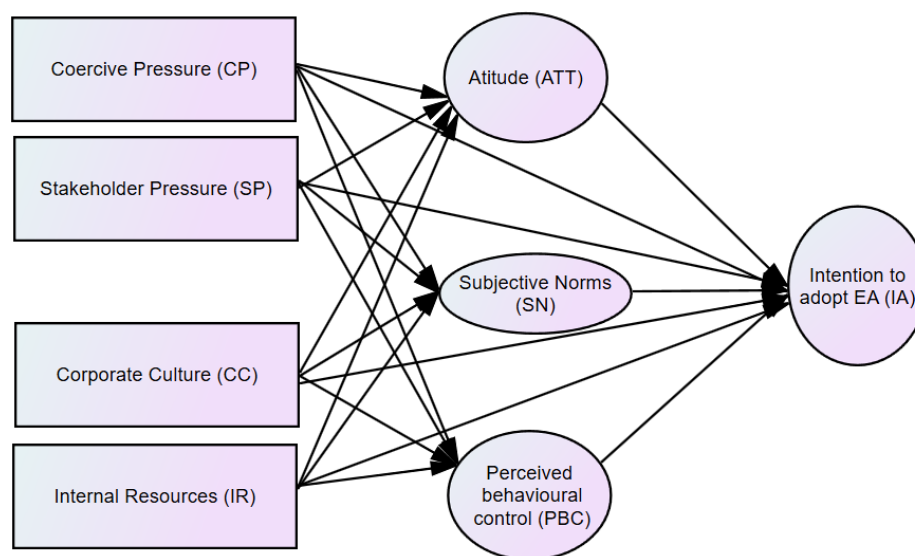 Coercive Pressure (CP)
Atitude (ATT)
Stakeholder Pressure (SP)
Subjective Norms
(SN)
Intention to
adopt EA (IA)
Corporate Culture (CC)
Internal Resources (IR)
Perceived
behavioural
control (PBC)